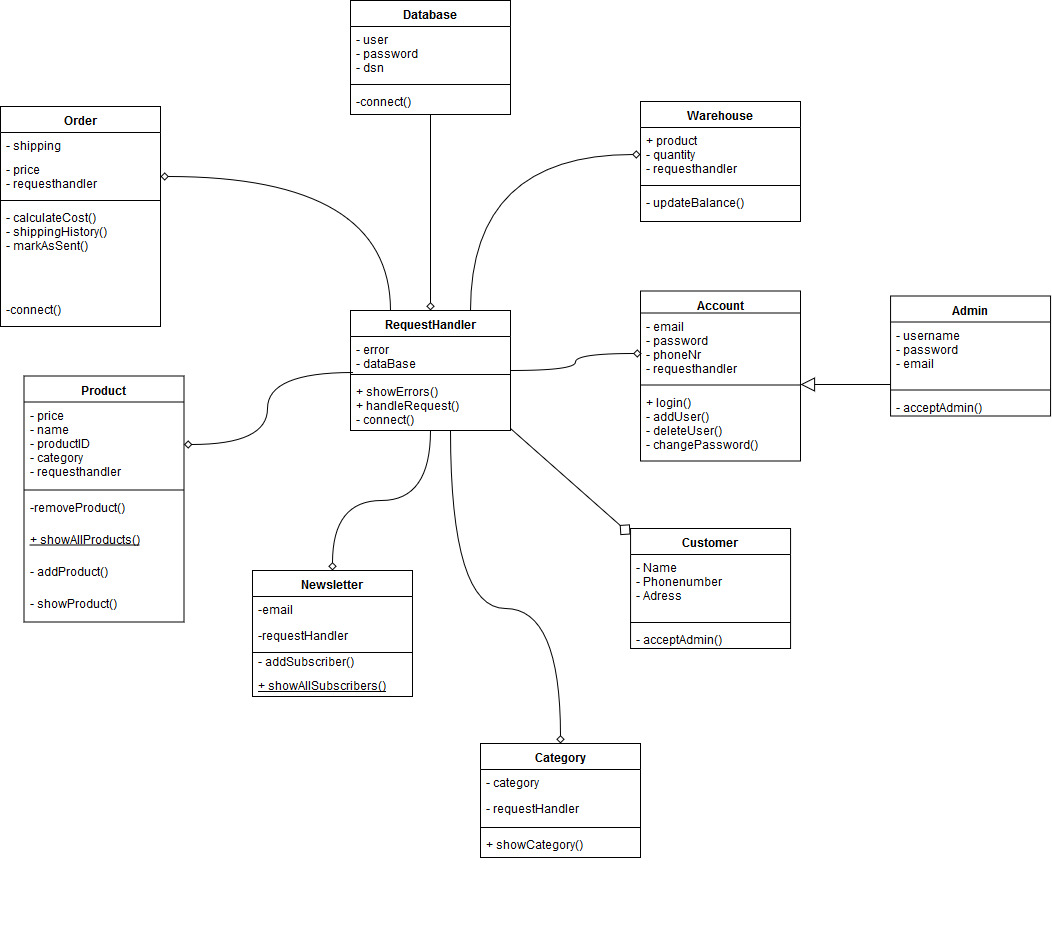 Database
- user
- password
- dsn
-connect()
Order
- shipping
- price
- requesthandler
- calculateCost()
- shippingHistory()
- markAsSent()
-connect()
Warehouse
+ product
- quantity
- requesthandler
- updateBalance()
RequestHandler
- error
- dataBase
+ showErrors()
+ handleRequest()
- connect()
Account
- email
- password
- phoneNr
- requesthandler
+ login()
- addUser()
- deleteUser()
- changePassword()
Admin
- username
- password
- email
- acceptAdmin()
Product
- price
- name
- productID
- category
- requesthandler
-removeProduct()
+ showAllProducts()
- addProduct()
- showProduct()
Newsletter
-email
-requestHandler
- addSubscriber()
+ showAllSubscribers()
Customer
- Name
- Phonenumber
- Adress
- acceptAdmin()
Category
- category
- requestHandler
+ showCategory()